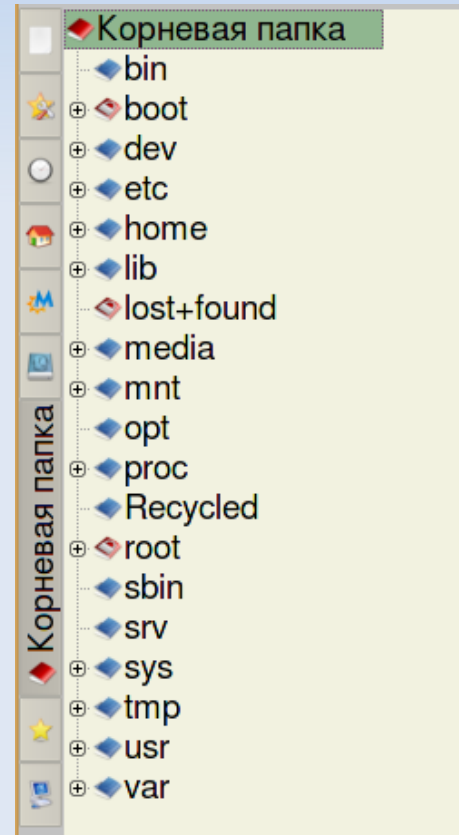 Корневая папка
bin
boot
dev
etc
home
lib
lost+found
media
mnt
opt
proc
Recycled
root
sbin
srv
sys
tmp
usr
var
Корневая папка